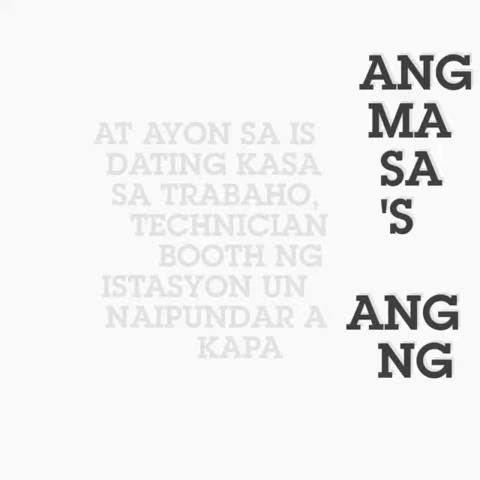 AT AYON SA IS
DATING KASA
SA TRABAHO,
TECHNICIAN
BOOTH NG
ISTASYON UN
NAIPUNDAR A
KAPA
ANG
MA
SA
'S
ANG
NG